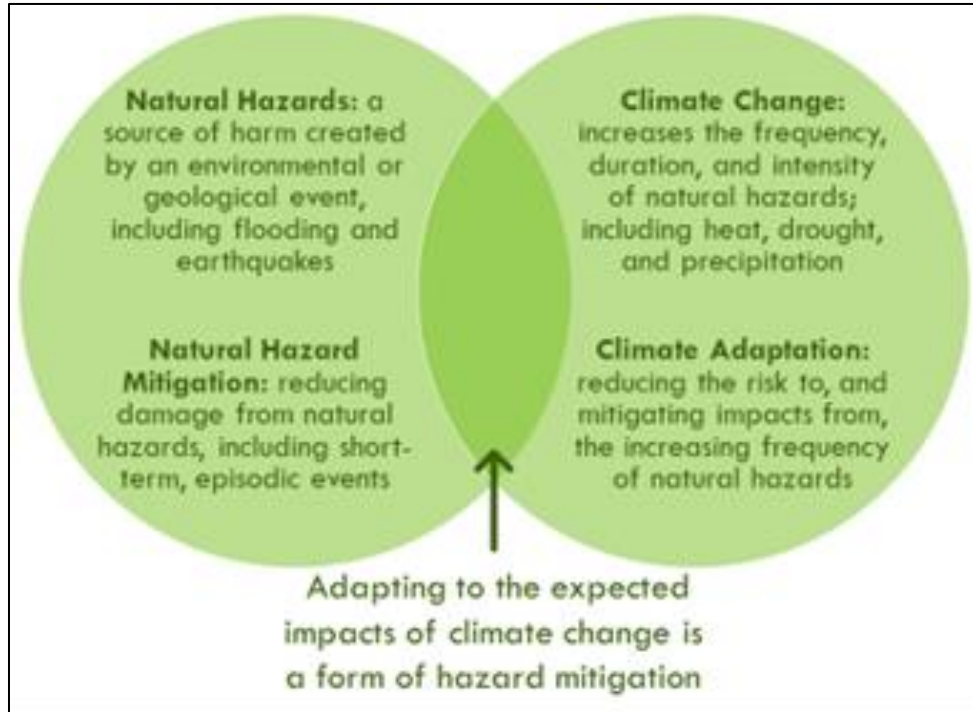 Natural Hazards: a
source of harm created
by an environmental or
geological event,
including flooding and
earthquakes
Natural Hazard
Mitigation: reducing
damage from natural
hazards, including short-
term, episodic events
Climate Change:
increases the frequency,
duration, and intensity
of natural hazards;
including heat, drought,
and precipitation
Climate Adaptation:
reducing the risk to, and
mitigating impacts from,
the increasing frequency
of natural hazards
Adapting to the expected
impacts of climate change is
a form of hazard mitigation